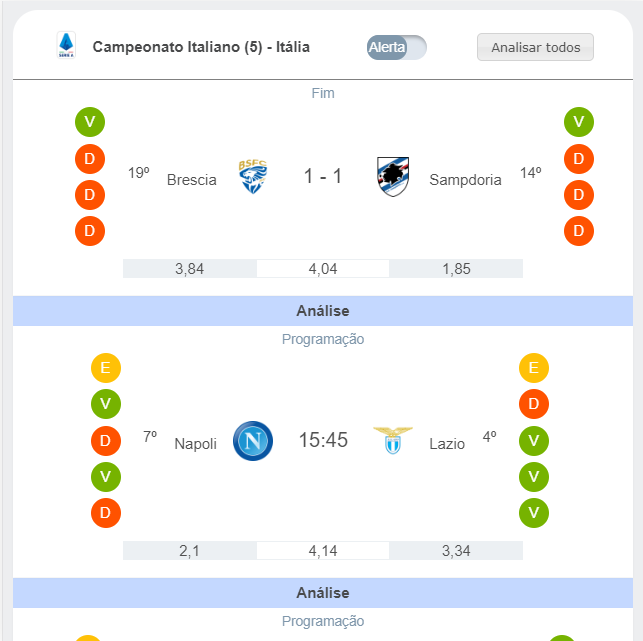 Campeonato Italiano (5) - Itália
Alerta
Analisar todos
Fim
V
D
D
D
19º Brescia BSFC 1 - 1 Sampdoria 14º
V
D
D
D
3,84 4,04 1,85
Análise
Programação
E
V
D
V
D
7º Napoli N 15:45 Lazio 4º
E
D
V
V
V
2,1 4,14 3,34
Análise
Programação